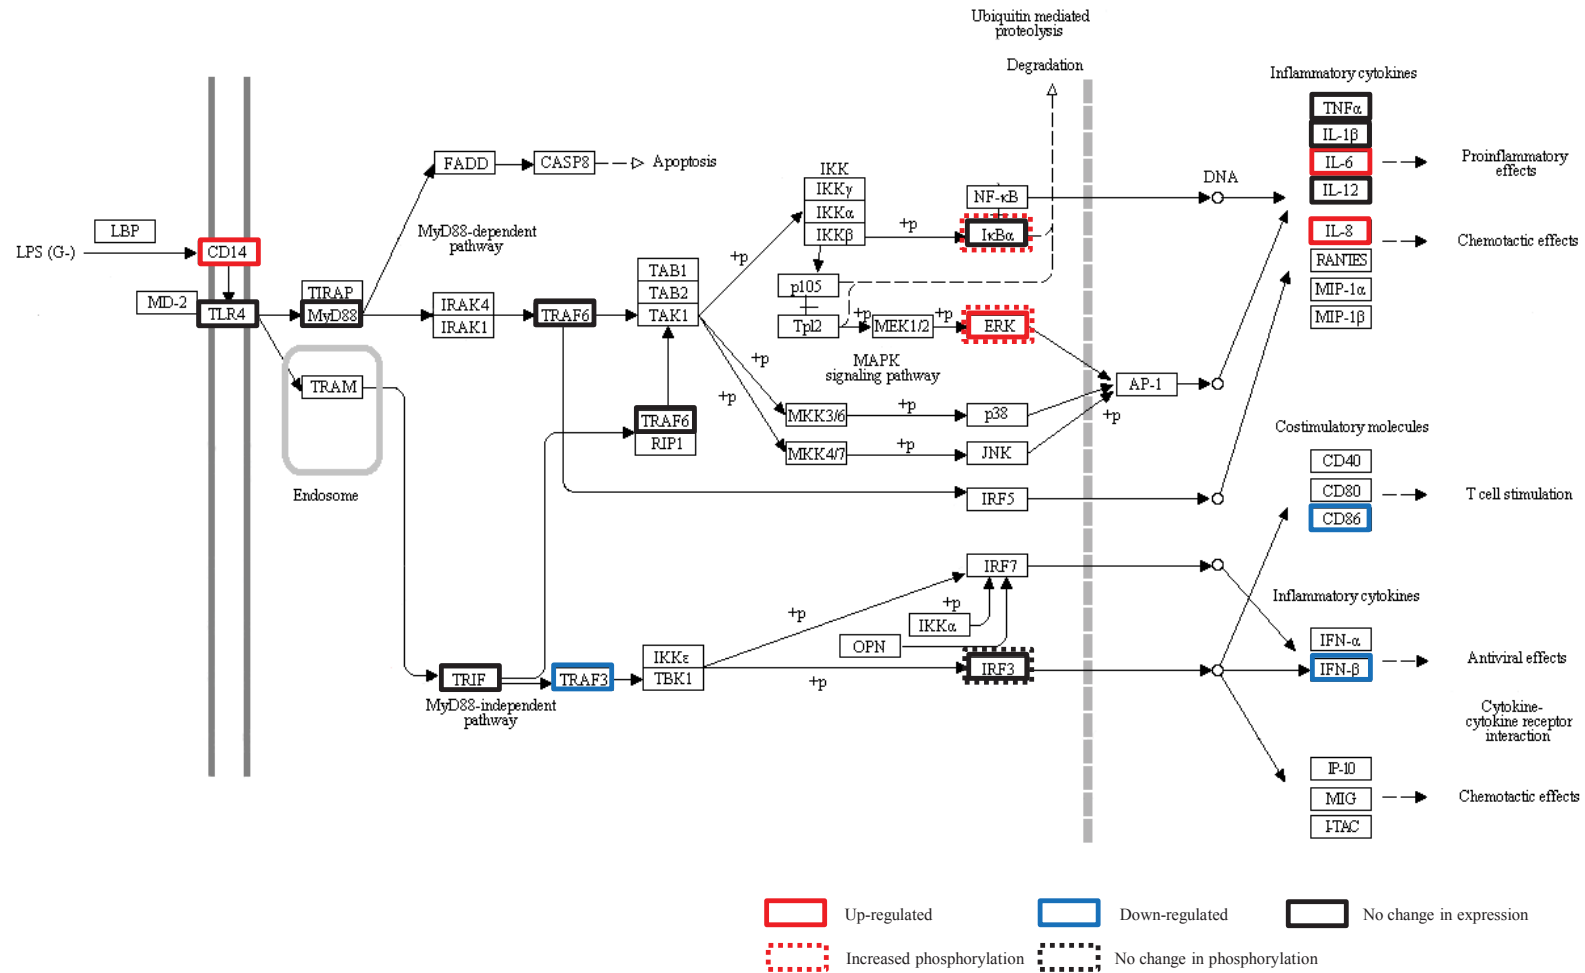 Ubiquitin mediated
proteolysis
Degradation
Inflammatory cytokines
TNFα
IL-1β
IL-6
IL-12
Proinflammatory
effects
FADD
CASP8
Apoptosis
IKK
IKKγ
IKKα
IKKβ
+p
NF-κB
IκBα
DNA
IL-8
RANTES
MIP-1α
MIP-1β
Chemotactic effects
LBP
LPS (G-)
CD14
MyD88-dependent
pathway
MD-2
TLR4
TIRAP
MyD88
IRAK4
IRAK1
TRAF6
TAB1
TAB2
TAK1
+p
p105
Tpl2
+p
MEK1/2
+p
ERK
MAPK
signaling pathway
+p
+p
TRAM
Endosome
TRAF6
RIP1
MKK3/6
+p
p38
MKK4/7
+p
JNK
AP-1
+p
IRF5
Costimulatory molecules
CD40
CD80
CD86
T cell stimulation
IRF7
+p
+p
IKKα
OPN
IKKε
TBK1
+p
IRF3
TRIF
TRAF3
MyD88-independent
pathway
Inflammatory cytokines
IFN-α
IFN-β
Antiviral effects
Cytokine-
cytokine receptor
interaction
IP-10
MIG
I-TAC
Chemotactic effects
Up-regulated
Down-regulated
No change in expression
Increased phosphorylation
No change in phosphorylation